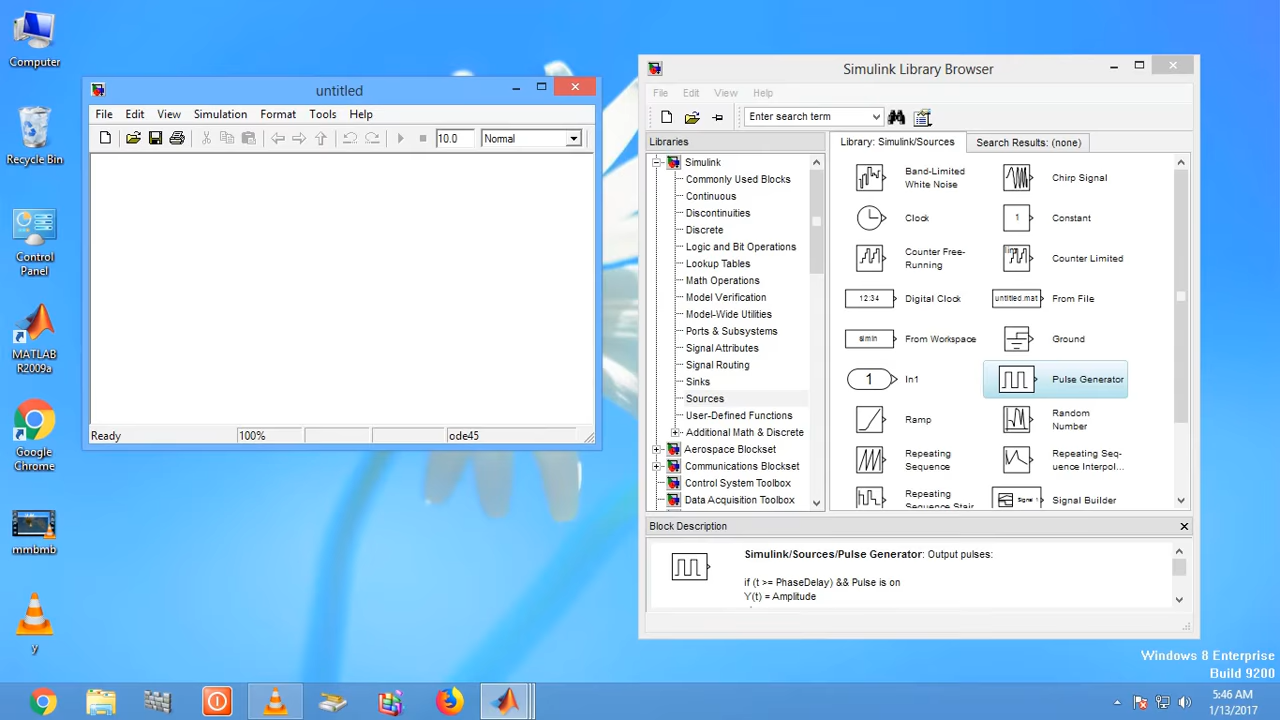 Computer
Recycle Bin
Control
Panel
MATLAB
R2009a
Google
Chrome
mmbmb
y
untitled
File Edit View Simulation Format Tools Help
10.0 Normal
Ready 100% ode45
Simulink Library Browser
File Edit View Help
Enter search term
Libraries
Simulink
Commonly Used Blocks
Continuous
Discontinuities
Discrete
Logic and Bit Operations
Lookup Tables
Math Operations
Model Verification
Model-Wide Utilities
Ports & Subsystems
Signal Attributes
Signal Routing
Sinks
Sources
User-Defined Functions
Additional Math & Discrete
Aerospace Blockset
Communications Blockset
Control System Toolbox
Data Acquisition Toolbox
Library: Simulink/Sources Search Results: (none)
Band-Limited
White Noise
Chirp Signal
Clock
1 Constant
Counter Free-
Running
Counter Limited
12:34 Digital Clock
untitled.mat From File
simin From Workspace
Ground
1 In1
Pulse Generator
Ramp
Random
Number
Repeating
Sequence
Repeating Seq-
uence Interpol...
Repeating
Sequence Stair
Signal 1 Signal Builder
Block Description
Simulink/Sources/Pulse Generator: Output pulses:
if (t >= PhaseDelay) && Pulse is on
Y(t) = Amplitude
Windows 8 Enterprise
Build 9200
5:46 AM
1/13/2017